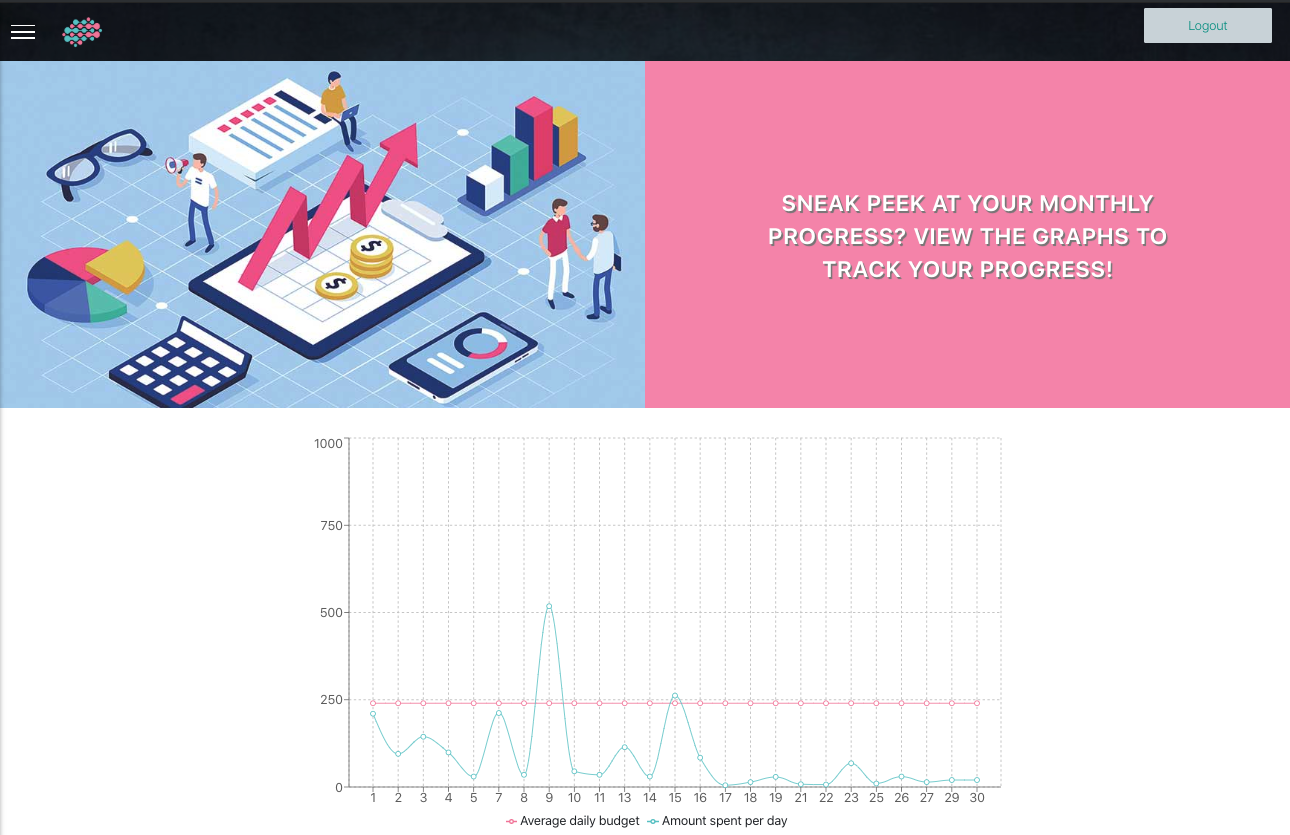 Logout
SNEAK PEEK AT YOUR MONTHLY
PROGRESS? VIEW THE GRAPHS TO
TRACK YOUR PROGRESS!
$
$
1000
750
500
250
0
1 2 3 4 5 7 8 9 10 11 13 14 15 16 17 18 19 21 22 23 25 26 27 29 30
Average daily budget Amount spent per day